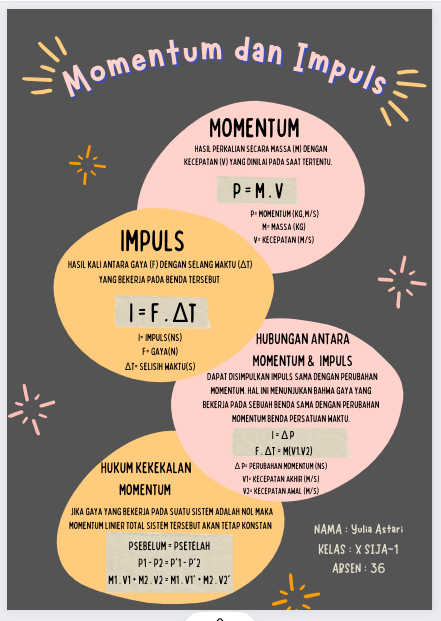 Momentum dan Impuls
MOMENTUM
HASIL PERKALIAN SECARA MASSA (M) DENGAN
KECEPATAN (V) YANG DINILAI PADA SAAT TERTENTU.
P = M . V
P= MOMENTUM (KG,M/S)
M= MASSA (KG)
V= KECEPATAN (M/S)
IMPULS
HASIL KALI ANTARA GAYA (F) DENGAN SELANG WAKTU (ΔT)
YANG BEKERJA PADA BENDA TERSEBUT
I = F . ΔT
I= IMPULS(NS)
F= GAYA(N)
ΔT= SELISIH WAKTU(S)
HUBUNGAN ANTARA
MOMENTUM & IMPULS
DAPAT DISIMPULKAN IMPULS SAMA DENGAN PERUBAHAN
MOMENTUM. HAL INI MENUNJUKAN BAHWA GAYA YANG
BEKERJA PADA SEBUAH BENDA SAMA DENGAN PERUBAHAN
MOMENTUM BENDA PERSATUAN WAKTU.
I = Δ P
F . ΔT = M(V1.V2)
Δ P= PERUBAHAN MOMENTUM (NS)
V1= KECEPATAN AKHIR (M/S)
V2= KECEPATAN AWAL (M/S)
HUKUM KEKEKALAN
MOMENTUM
JIKA GAYA YANG BEKERJA PADA SUATU SISTEM ADALAH NOL MAKA
MOMENTUM LINIER TOTAL SISTEM TERSEBUT AKAN TETAP KONSTAN
PSEBELUM = PSETELAH
P1 - P2 = P'1 - P'2
M1 . V1 + M2 . V2 = M1 . V1' + M2 . V2'
NAMA : Yulia Astari
KELAS : X SIJA-1
ABSEN : 36